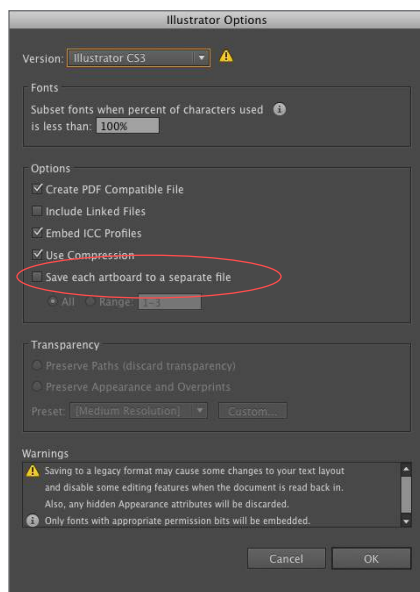 Illustrator Options
Version: Illustrator CS3
Fonts
Subset fonts when percent of characters used
is less than: 100%
Options
Create PDF Compatible File
Include Linked Files
Embed ICC Profiles
Use Compression
Save each artboard to a separate file
All Range: 1-3
Transparency
Preserve Paths (discard transparency)
Preserve Appearance and Overprints
Preset: [Medium Resolution] Custom...
Warnings
Saving to a legacy format may cause some changes to your text layout
and disable some editing features when the document is read back in.
Also, any hidden Appearance attributes will be discarded.
Only fonts with appropriate permission bits will be embedded.
Cancel OK